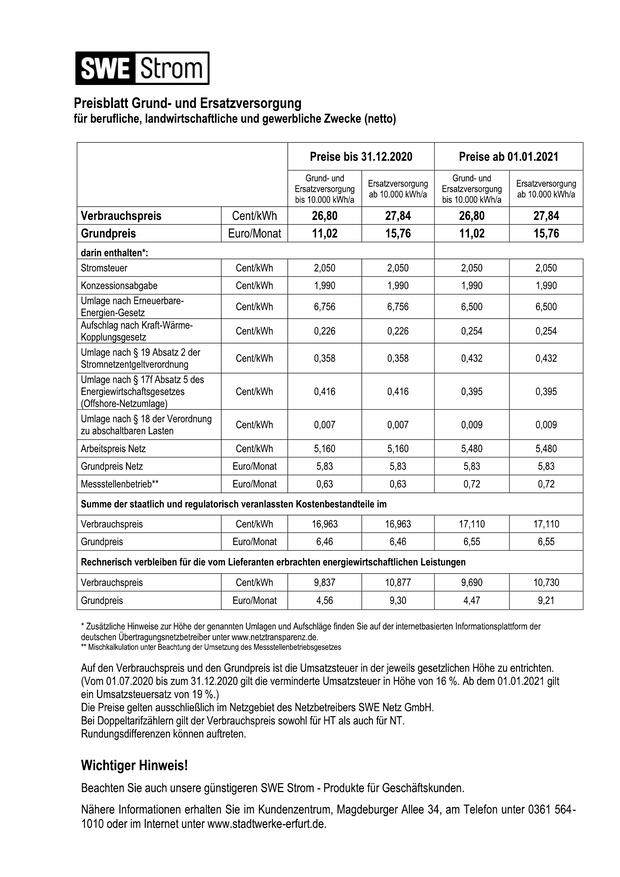 SWE Strom
Preisblatt Grund- und Ersatzversorgung
für berufliche, landwirtschaftliche und gewerbliche Zwecke (netto)
Preise bis 31.12.2020 Preise ab 01.01.2021
Grund- und Ersatzversorgung bis 10.000 kWh/a Ersatzversorgung ab 10.000 kWh/a Grund- und Ersatzversorgung bis 10.000 kWh/a Ersatzversorgung ab 10.000 kWh/a
Verbrauchspreis Cent/kWh 26,80 27,84 26,80 27,84
Grundpreis Euro/Monat 11,02 15,76 11,02 15,76
darin enthalten*:
Stromsteuer Cent/kWh 2,050 2,050 2,050 2,050
Konzessionsabgabe Cent/kWh 1,990 1,990 1,990 1,990
Umlage nach Erneuerbare-
Energien-Gesetz Cent/kWh 6,756 6,756 6,500 6,500
Aufschlag nach Kraft-Wärme-
Kopplungsgesetz Cent/kWh 0,226 0,226 0,254 0,254
Umlage nach § 19 Absatz 2 der
Stromnetzentgeltverordnung Cent/kWh 0,358 0,358 0,432 0,432
Umlage nach § 17f Absatz 5 des
Energiewirtschaftsgesetzes
(Offshore-Netzumlage) Cent/kWh 0,416 0,416 0,395 0,395
Umlage nach § 18 der Verordnung
zu abschaltbaren Lasten Cent/kWh 0,007 0,007 0,009 0,009
Arbeitspreis Netz Cent/kWh 5,160 5,160 5,480 5,480
Grundpreis Netz Euro/Monat 5,83 5,83 5,83 5,83
Messstellenbetrieb** Euro/Monat 0,63 0,63 0,72 0,72
Summe der staatlich und regulatorisch veranlassten Kostenbestandteile im
Verbrauchspreis Cent/kWh 16,963 16,963 17,110 17,110
Grundpreis Euro/Monat 6,46 6,46 6,55 6,55
Rechnerisch verbleiben für die vom Lieferanten erbrachten energiewirtschaftlichen Leistungen
Verbrauchspreis Cent/kWh 9,837 10,877 9,690 10,730
Grundpreis Euro/Monat 4,56 9,30 4,47 9,21
* Zusätzliche Hinweise zur Höhe der genannten Umlagen und Aufschläge finden Sie auf der internetbasierten Informationsplattform der
deutschen Übertragungsnetzbetreiber unter www.netztransparenz.de.
** Mischkalkulation unter Beachtung der Umsetzung des Messstellenbetriebsgesetzes
Auf den Verbrauchspreis und den Grundpreis ist die Umsatzsteuer in der jeweils gesetzlichen Höhe zu entrichten.
(Vom 01.07.2020 bis zum 31.12.2020 gilt die verminderte Umsatzsteuer in Höhe von 16 %. Ab dem 01.01.2021 gilt
ein Umsatzsteuersatz von 19 %.)
Die Preise gelten ausschließlich im Netzgebiet des Netzbetreibers SWE Netz GmbH.
Bei Doppeltarifzählern gilt der Verbrauchspreis sowohl für HT als auch für NT.
Rundungsdifferenzen können auftreten.
Wichtiger Hinweis!
Beachten Sie auch unsere günstigeren SWE Strom - Produkte für Geschäftskunden.
Nähere Informationen erhalten Sie im Kundenzentrum, Magdeburger Allee 34, am Telefon unter 0361 564-
1010 oder im Internet unter www.stadtwerke-erfurt.de.